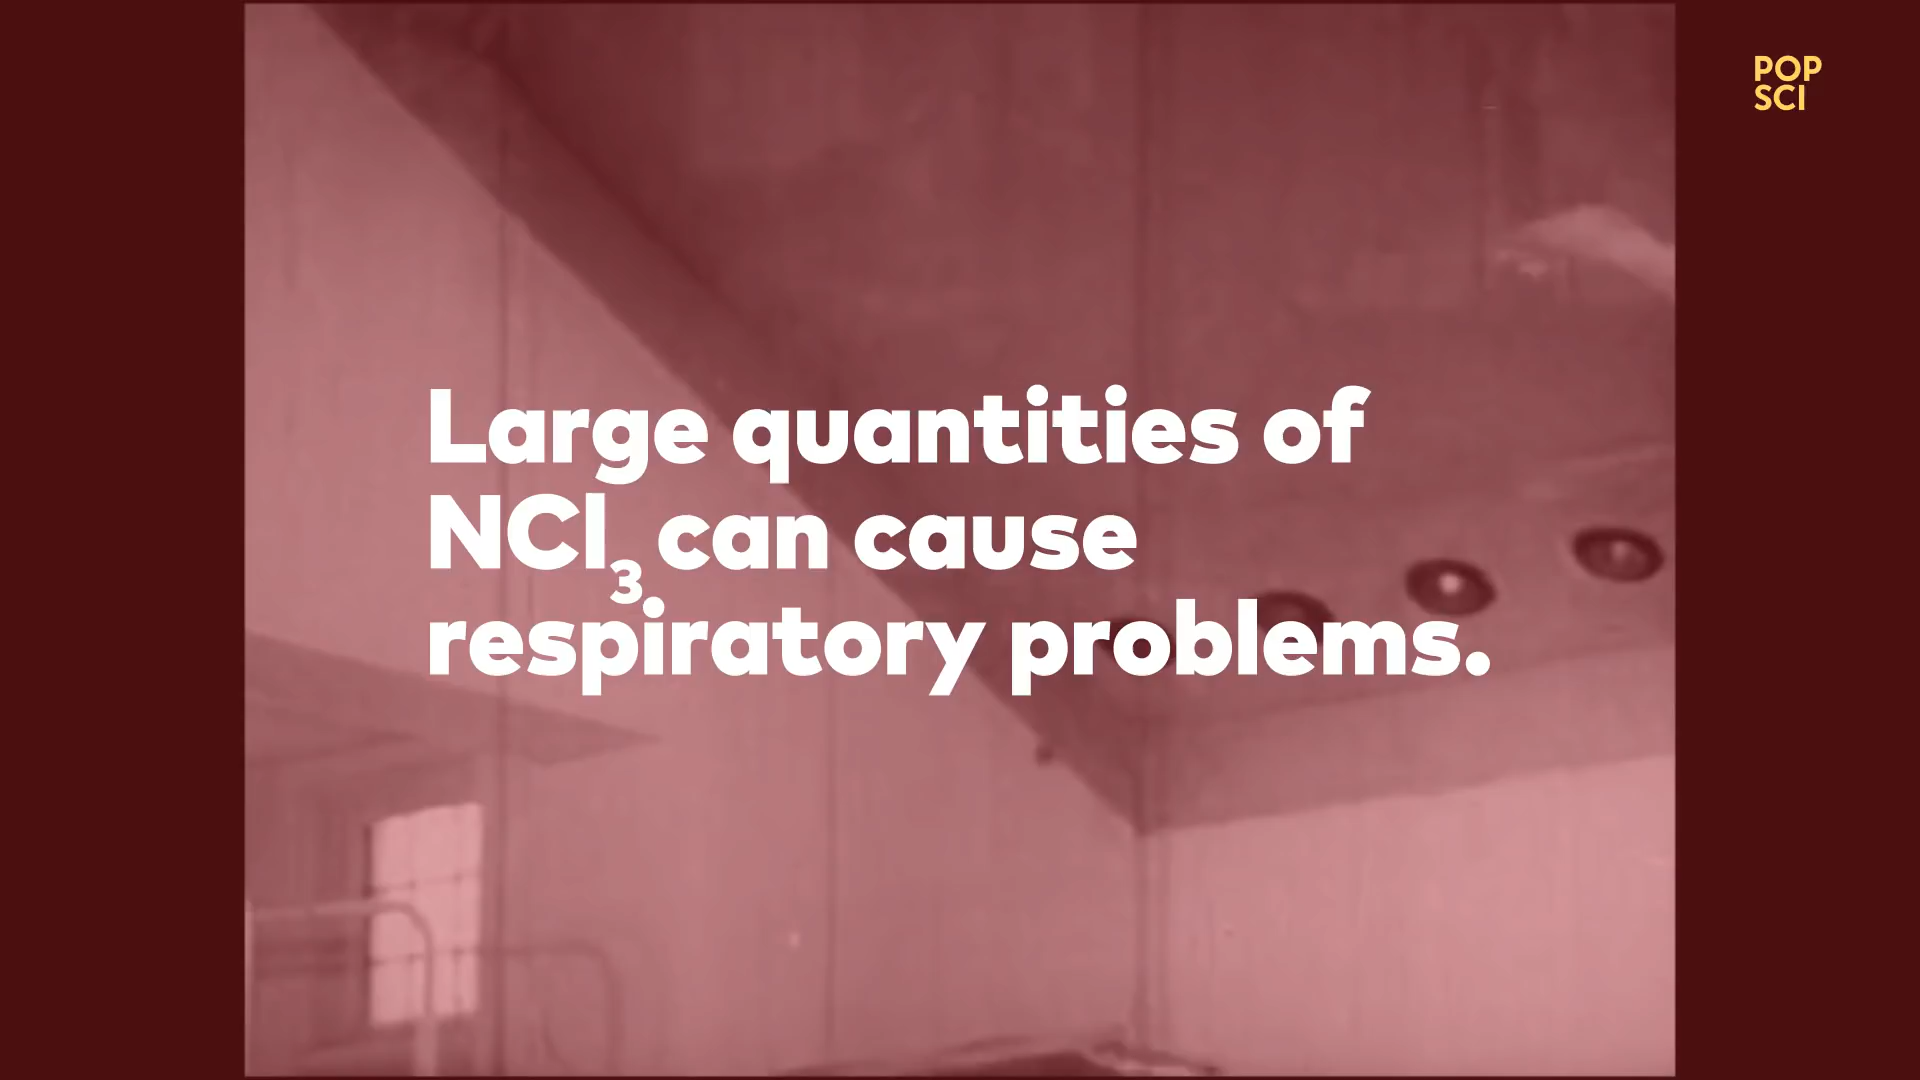 POP
SCI
Large quantities of
NCl₃ can cause
respiratory problems.